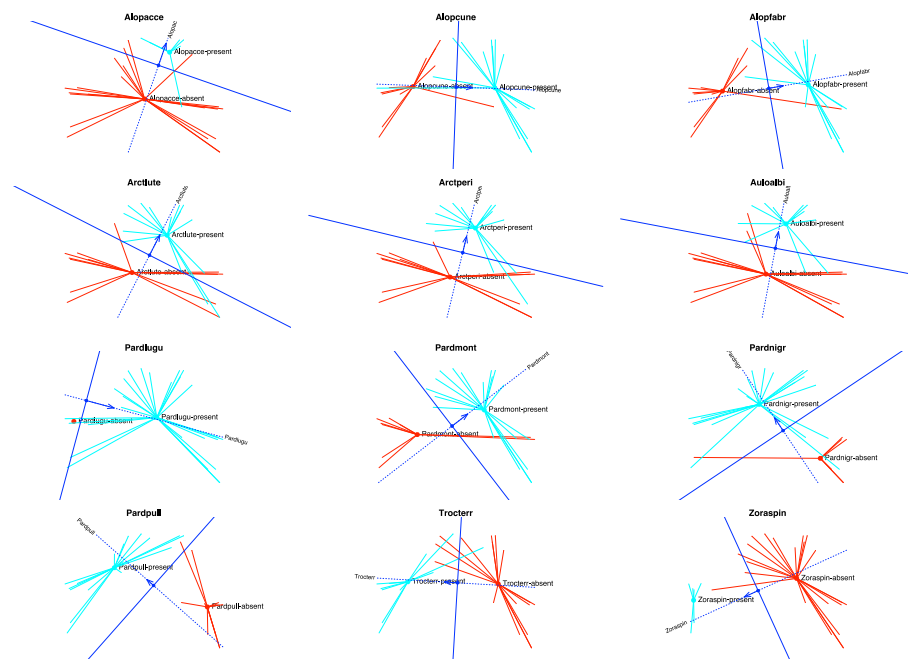 Alopacce
Alopac
Alopacce-present
Alopacce-absent
Alopcune
Alopcune-absent
Alopcune-present
Alopcune
Alopfabr
Alopfabr
Alopfabr-present
Alopfabr-absent
Arctlute
Arctlute
Arctlute-present
Arctlute-absent
Arctperi
Arctperi
Arctperi-present
Arctperi-absent
Auloalbi
Auloalbi
Auloalbi-present
Auloalbi-absent
Pardlugu
Pardlugu-absent
Pardlugu-present
Pardlugu
Pardmont
Pardmont
Pardmont-present
Pardmont-absent
Pardnigr
Pardnigr
Pardnigr-present
Pardnigr-absent
Pardpull
Pardpull
Pardpull-present
Pardpull-absent
Trocterr
Trocterr
Trocterr-present
Trocterr-absent
Zoraspin
Zoraspin-absent
Zoraspin-present
Zoraspin